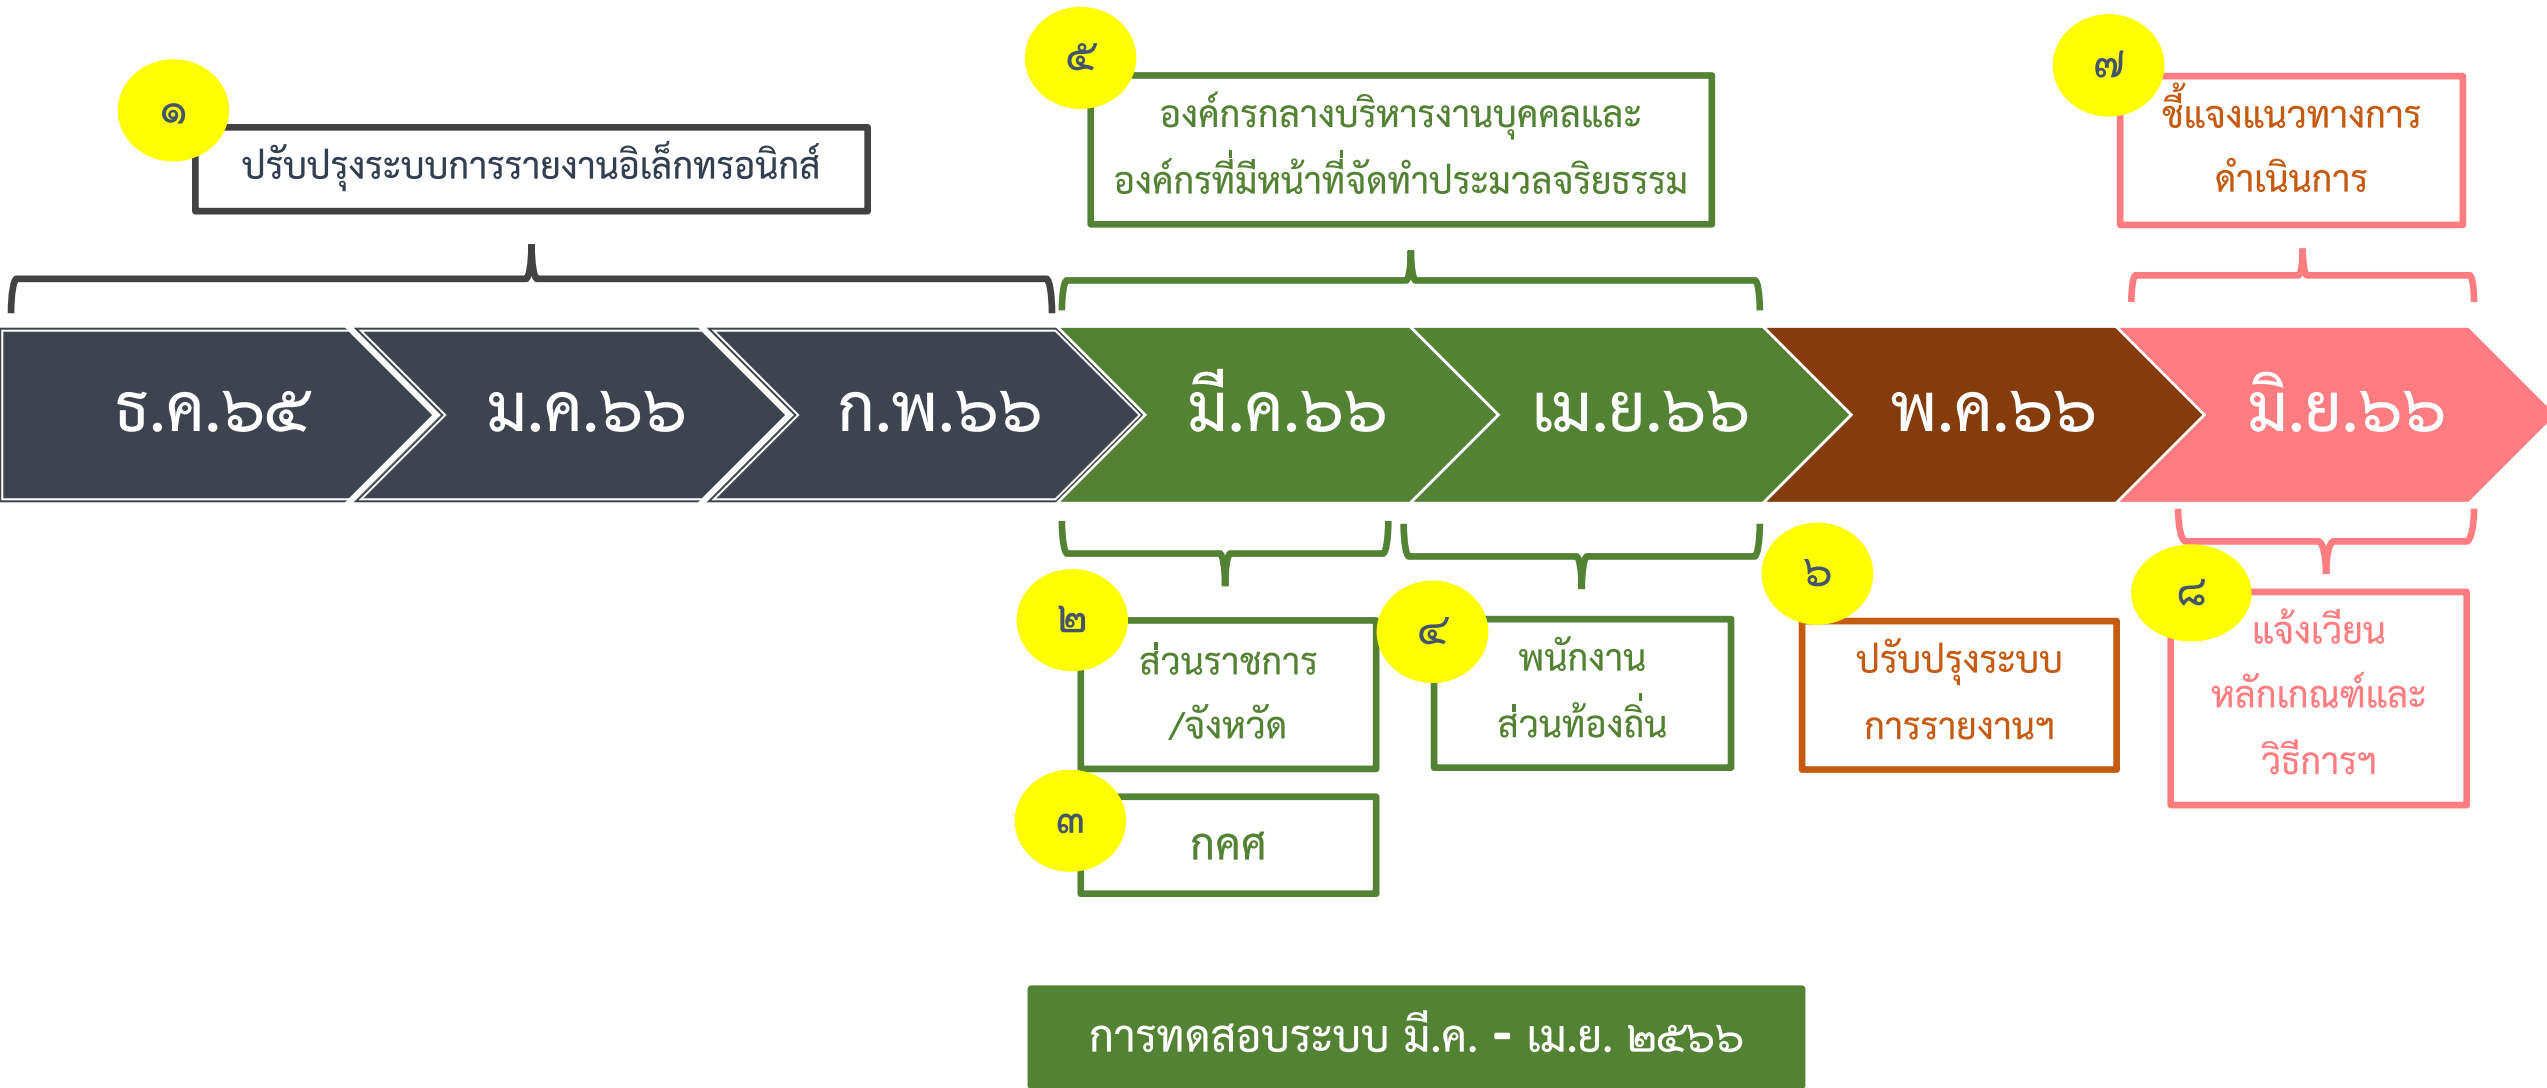 ๑
ปรับปรุงระบบการรายงานอิเล็กทรอนิกส์
๕
องค์กรกลางบริหารงานบุคคลและ
องค์กรที่มีหน้าที่จัดทำประมวลจริยธรรม
๗
ชี้แจงแนวทางการ
ดำเนินการ
ธ.ค.๖๕
ม.ค.๖๖
ก.พ.๖๖
มี.ค.๖๖
เม.ย.๖๖
พ.ค.๖๖
มิ.ย.๖๖
๒
ส่วนราชการ
/จังหวัด
๓
กคศ
๔
พนักงาน
ส่วนท้องถิ่น
๖
ปรับปรุงระบบ
การรายงานฯ
๘
แจ้งเวียน
หลักเกณฑ์และ
วิธีการฯ
การทดสอบระบบ มี.ค. - เม.ย. ๒๕๖๖